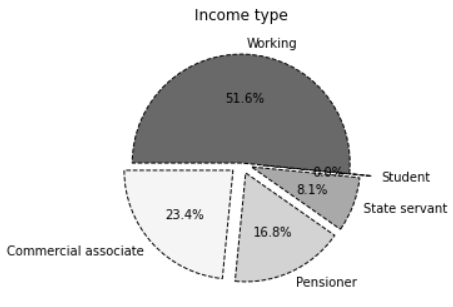 Income type
Working
51.6%
0.0%
Student
8.1%
State servant
23.4%
16.8%
Commercial associate
Pensioner